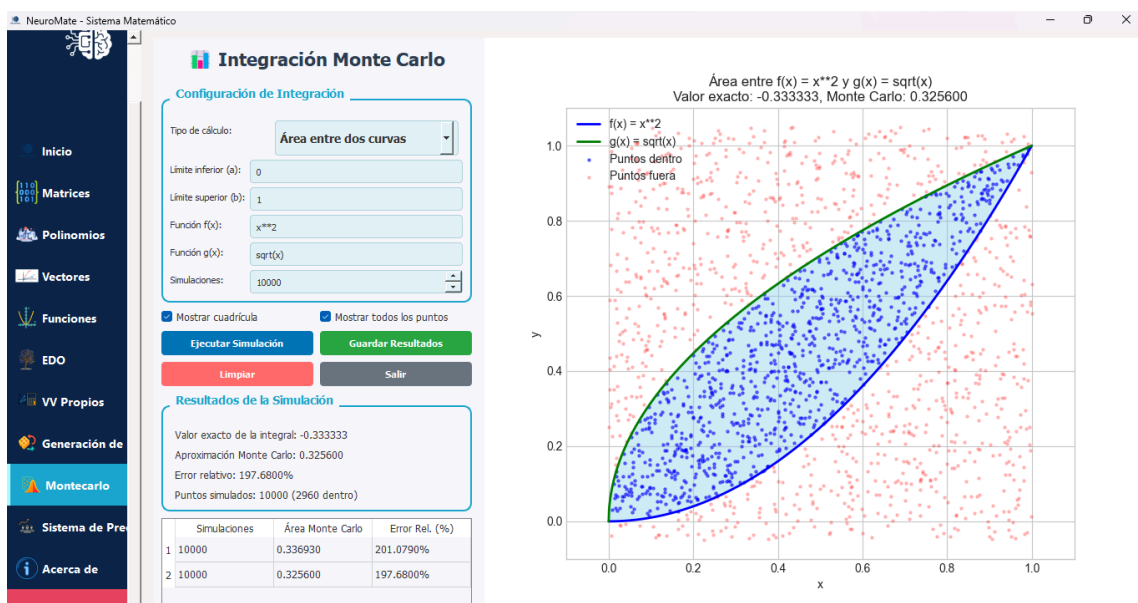 NeuroMate - Sistema Matemático
Inicio
Matrices
Polinomios
Vectores
Funciones
EDO
VV Propios
Generación de
Montecarlo
Sistema de Pre
Acerca de
Integración Monte Carlo
Configuración de Integración
Tipo de cálculo:
Área entre dos curvas
Límite inferior (a): 0
Límite superior (b): 1
Función f(x): x**2
Función g(x): sqrt(x)
Simulaciones: 10000
Mostrar cuadrícula Mostrar todos los puntos
Ejecutar Simulación Guardar Resultados
Limpiar Salir
Resultados de la Simulación
Valor exacto de la integral: -0.333333
Aproximación Monte Carlo: 0.325600
Error relativo: 197.6800%
Puntos simulados: 10000 (2960 dentro)
Simulaciones Área Monte Carlo Error Rel. (%)
1 10000 0.336930 201.0790%
2 10000 0.325600 197.6800%
Área entre f(x) = x**2 y g(x) = sqrt(x)
Valor exacto: -0.333333, Monte Carlo: 0.325600
f(x) = x**2
g(x) = sqrt(x)
Puntos dentro
Puntos fuera
1.0
0.8
0.6
0.4
0.2
0.0
y
0.0 0.2 0.4 0.6 0.8 1.0
x